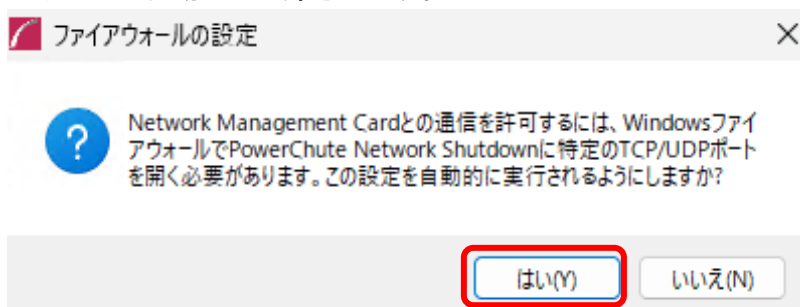 ファイアウォールの設定
Network Management Cardとの通信を許可するには、Windowsファイ
アウォールでPowerChute Network Shutdownに特定のTCP/UDPポート
を開く必要があります。この設定を自動的に実行されるようにしますか?
はい(Y)
いいえ(N)